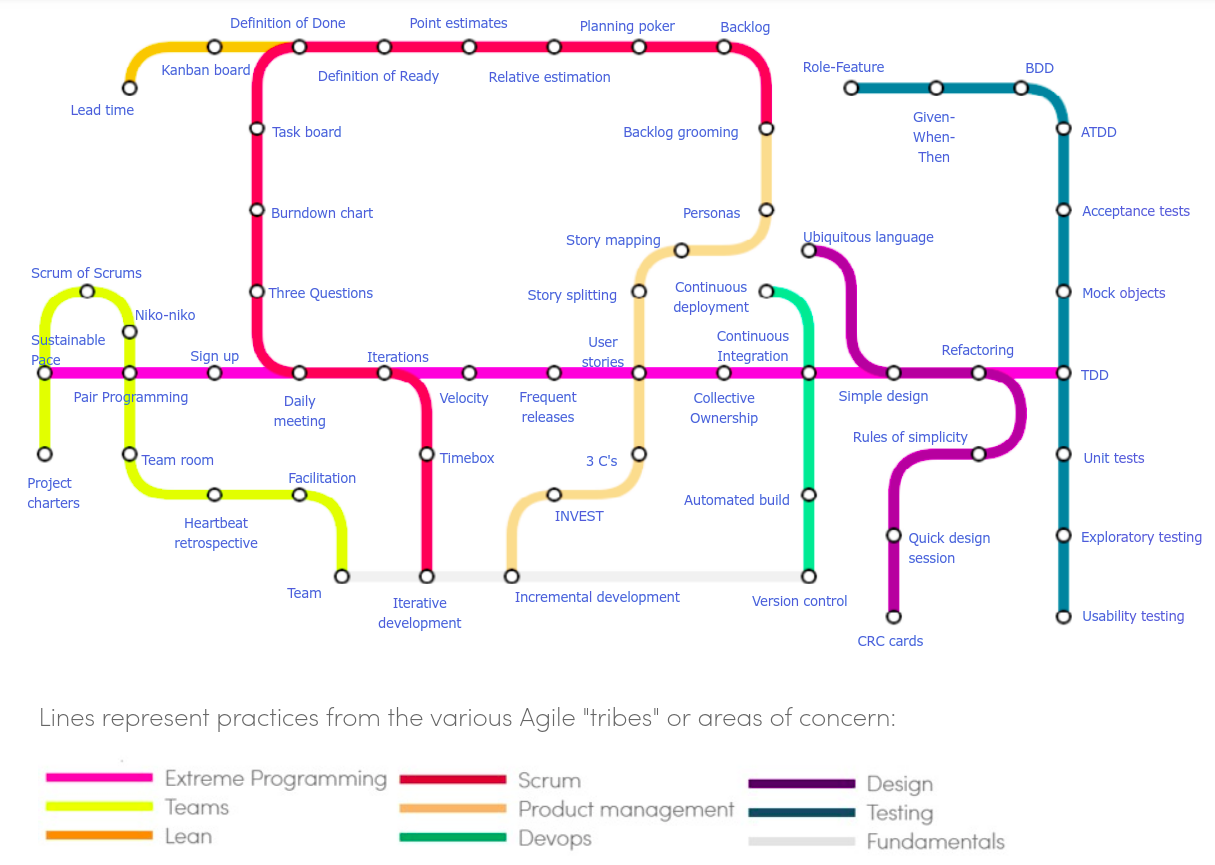 Definition of Done
Point estimates
Planning poker
Backlog
Kanban board
Definition of Ready
Relative estimation
Role-Feature
BDD
Lead time
Given-
When-
Then
Task board
Backlog grooming
ATDD
Burndown chart
Personas
Acceptance tests
Story mapping
Ubiquitous language
Scrum of Scrums
Three Questions
Story splitting
Continuous
deployment
Mock objects
Niko-niko
Sustainable
Pace
Sign up
Iterations
User
stories
Continuous
Integration
Refactoring
TDD
Pair Programming
Daily
meeting
Velocity
Frequent
releases
Collective
Ownership
Simple design
Rules of simplicity
Team room
Timebox
3 C's
Unit tests
Project
charters
Facilitation
Automated build
Heartbeat
retrospective
INVEST
Quick design
session
Exploratory testing
Team
Iterative
development
Incremental development
Version control
Usability testing
CRC cards
Lines represent practices from the various Agile "tribes" or areas of concern:
Extreme Programming
Teams
Lean
Scrum
Product management
Devops
Design
Testing
Fundamentals